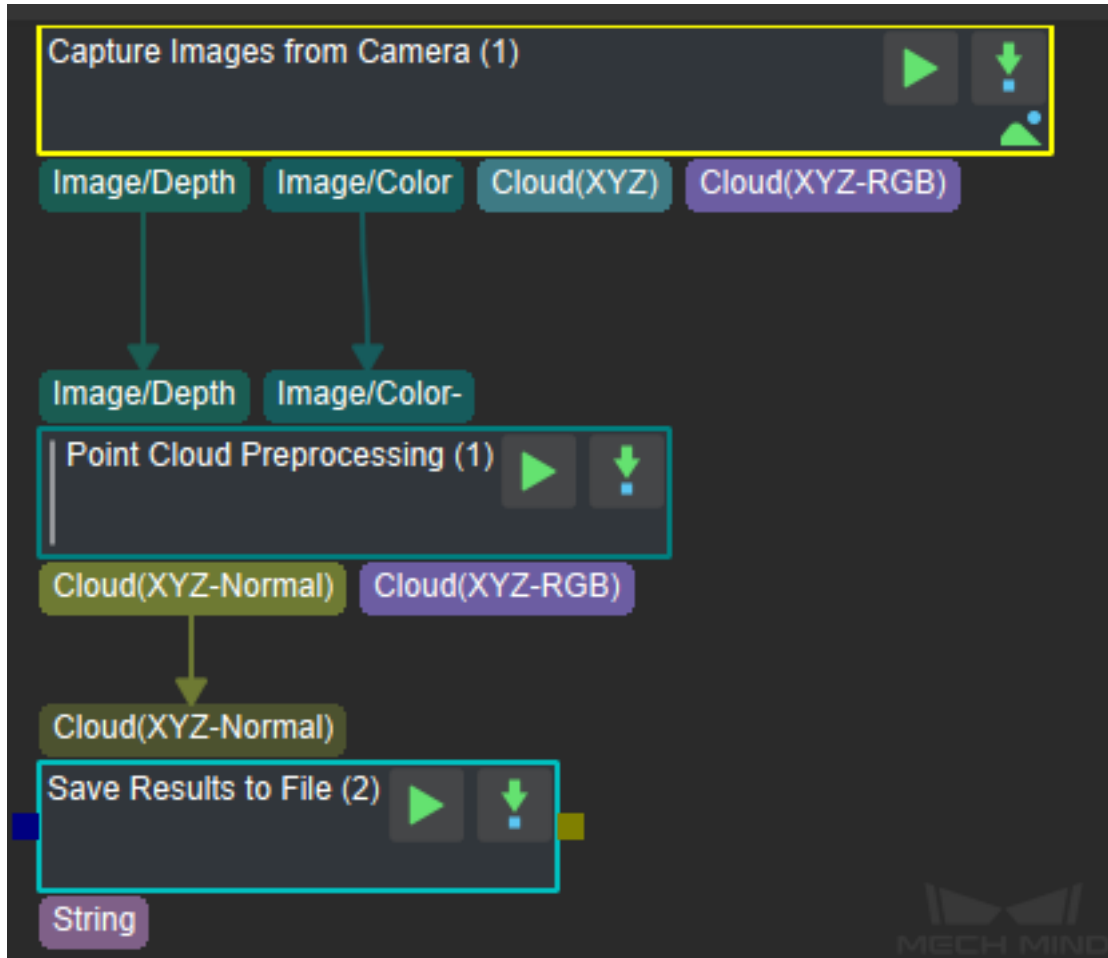 Capture Images from Camera (1)
Image/Depth Image/Color Cloud(XYZ) Cloud(XYZ-RGB)
Image/Depth Image/Color-
Point Cloud Preprocessing (1)
Cloud(XYZ-Normal) Cloud(XYZ-RGB)
Cloud(XYZ-Normal)
Save Results to File (2)
String
MECH MIND